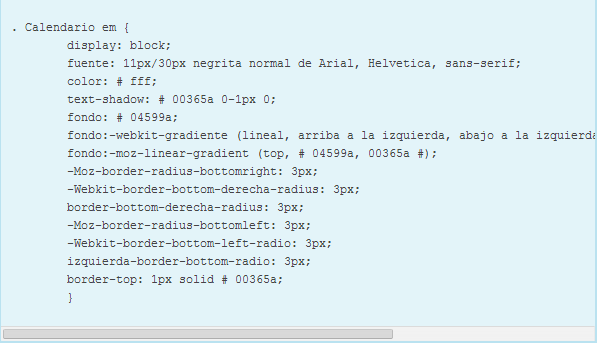 . Calendario em {
display: block;
fuente: 11px/30px negrita normal de Arial, Helvetica, sans-serif;
color: # fff;
text-shadow: # 00365a 0-1px 0;
fondo: # 04599a;
fondo:-webkit-gradiente (lineal, arriba a la izquierda, abajo a la izquierda
fondo:-moz-linear-gradient (top, # 04599a, 00365a #);
-Moz-border-radius-bottomright: 3px;
-Webkit-border-bottom-derecha-radius: 3px;
border-bottom-derecha-radius: 3px;
-Moz-border-radius-bottomleft: 3px;
-Webkit-border-bottom-left-radio: 3px;
izquierda-border-bottom-radio: 3px;
border-top: 1px solid # 00365a;
}